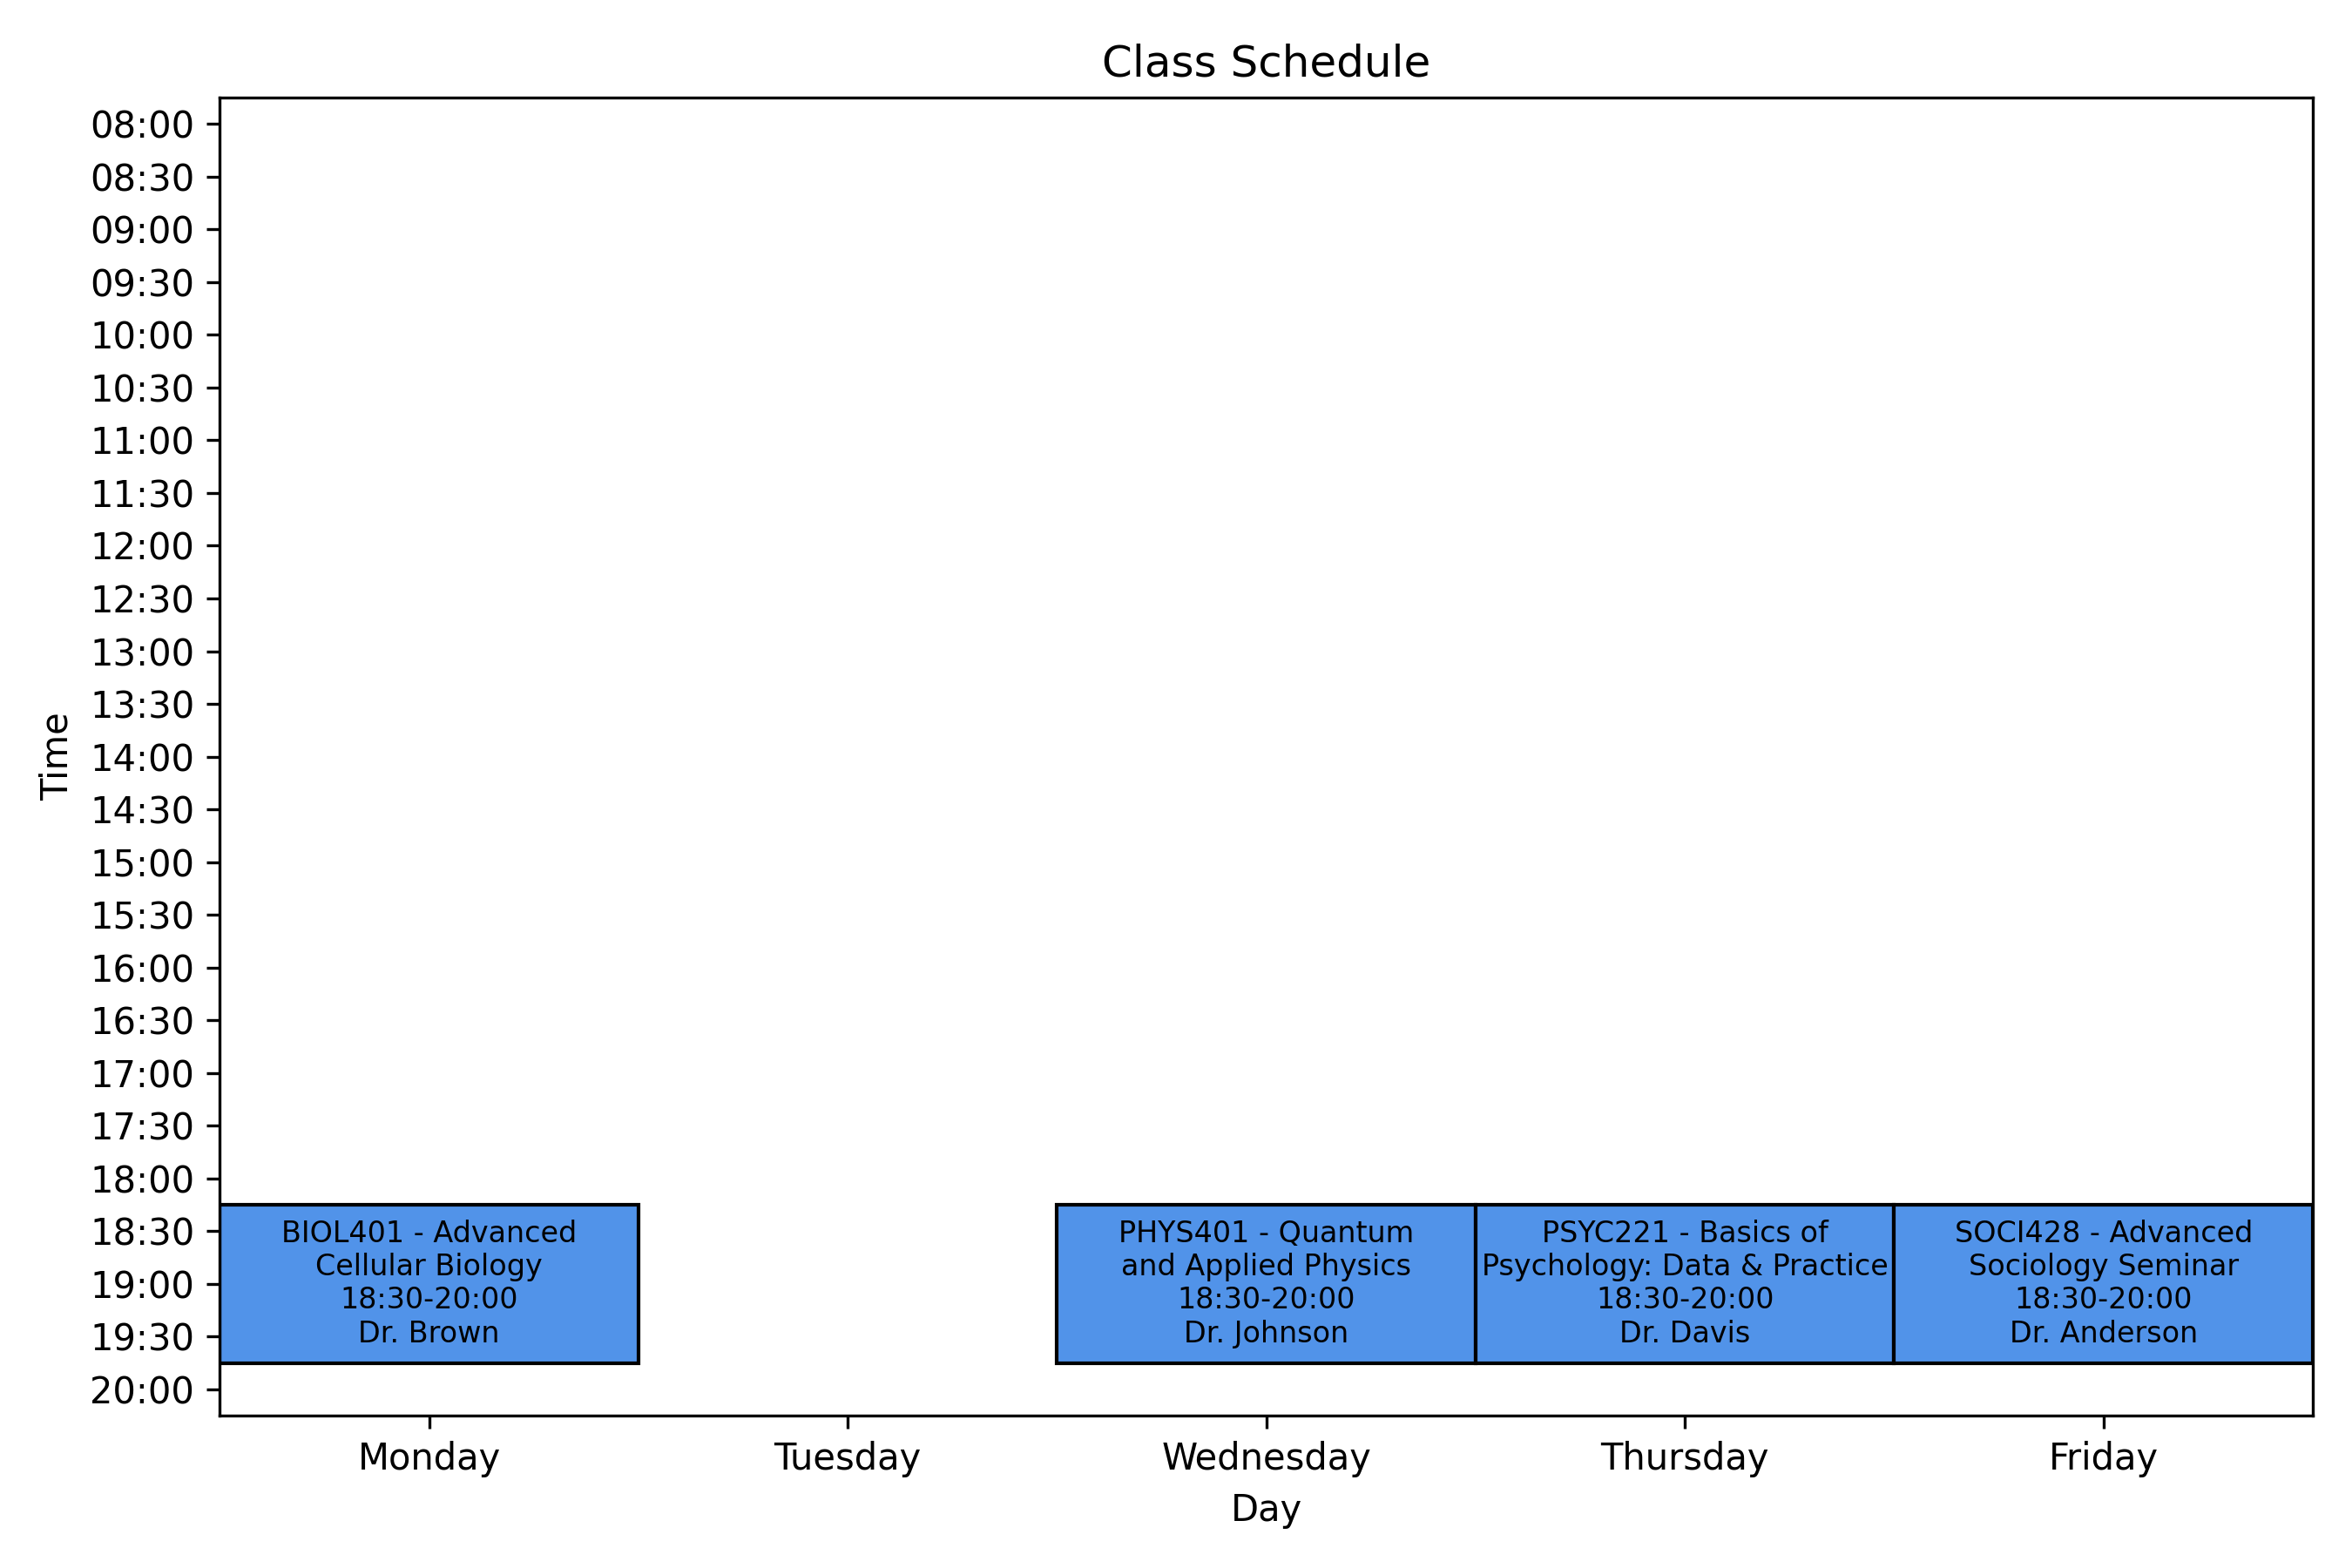 Class Schedule
Time
08:00
08:30
09:00
09:30
10:00
10:30
11:00
11:30
12:00
12:30
13:00
13:30
14:00
14:30
15:00
15:30
16:00
16:30
17:00
17:30
18:00
18:30
19:00
19:30
20:00
BIOL401 - Advanced
Cellular Biology
18:30-20:00
Dr. Brown
PHYS401 - Quantum
and Applied Physics
18:30-20:00
Dr. Johnson
PSYC221 - Basics of
Psychology: Data & Practice
18:30-20:00
Dr. Davis
SOCI428 - Advanced
Sociology Seminar
18:30-20:00
Dr. Anderson
Monday
Tuesday
Wednesday
Thursday
Friday
Day